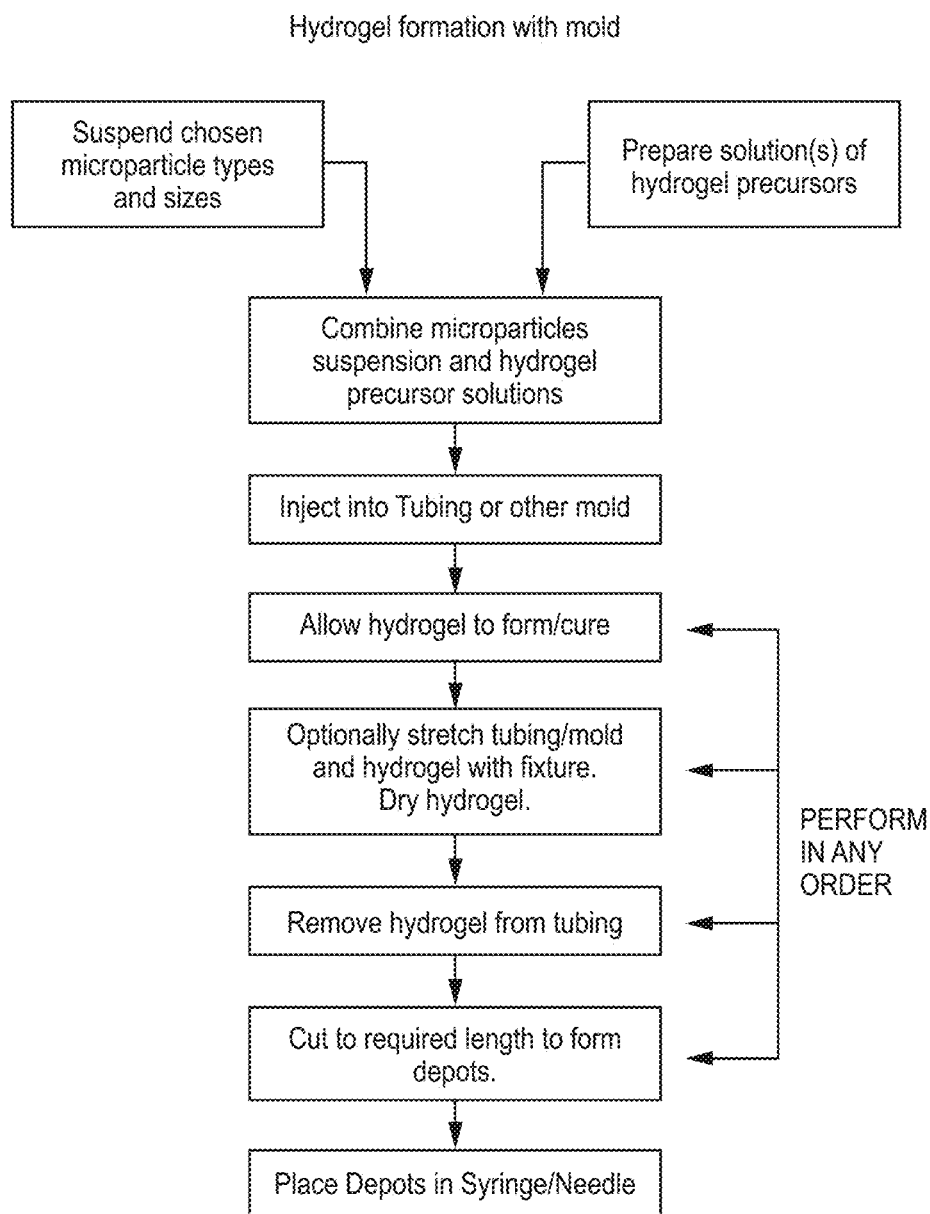 Hydrogel formation with mold
Suspend chosen
microparticle types
and sizes
Prepare solution(s) of
hydrogel precursors
Combine microparticles
suspension and hydrogel
precursor solutions
Inject into Tubing or other mold
Allow hydrogel to form/cure
Optionally stretch tubing/mold
and hydrogel with fixture.
Dry hydrogel.
PERFORM
IN ANY
ORDER
Remove hydrogel from tubing
Cut to required length to form
depots.
Place Depots in Syringe/Needle